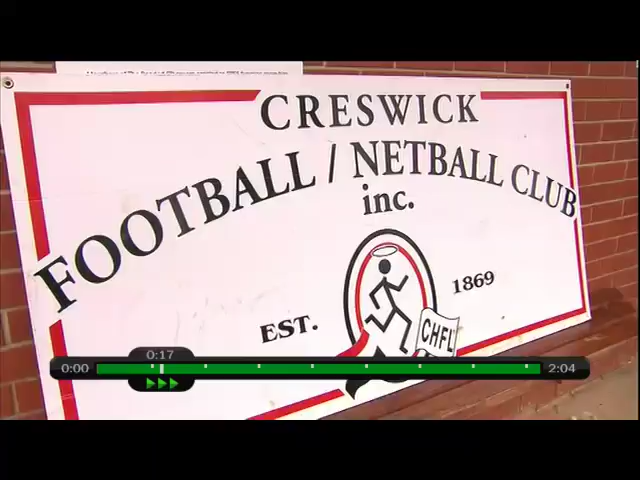 CRESWICK
FOOTBALL / NETBALL CLUB
inc.
EST.
1869
CHFL
0:17
0:00
2:04